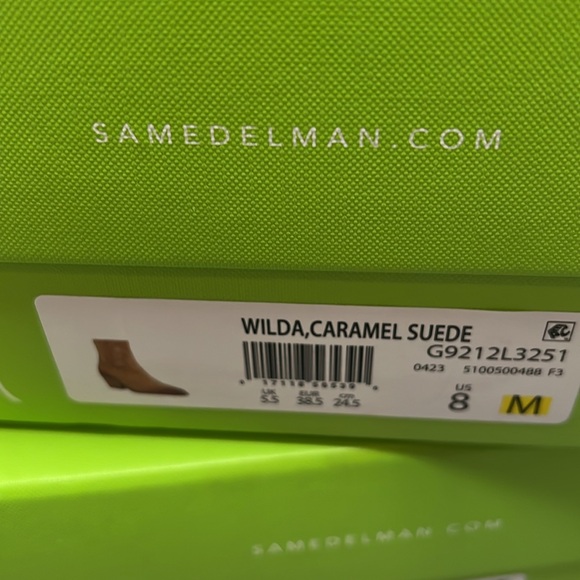 SAMEDELMAN.COM
WILDA,CARAMEL SUEDE
G9212L3251
0423 5100500488 F3
UK EUR cm US
5.5 38.5 24.5 8 M
SAMEDELMAN.COM